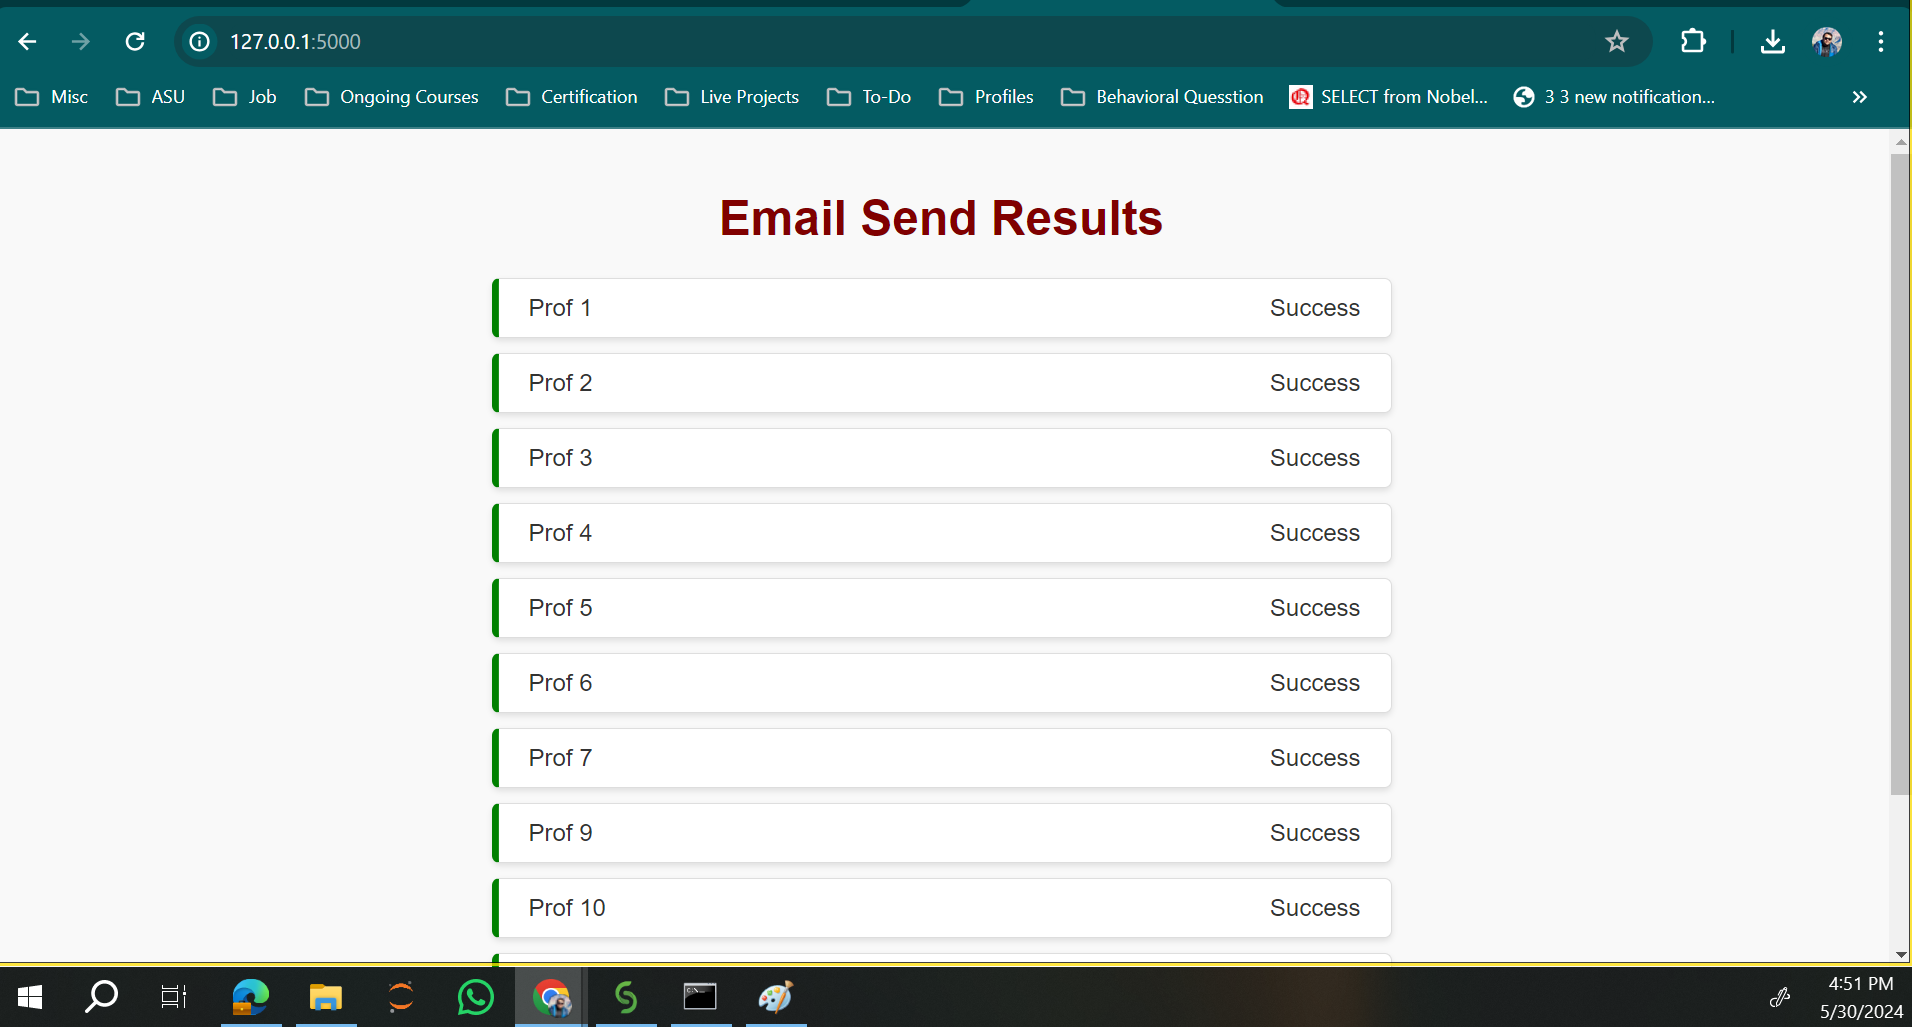 127.0.0.1:5000
Misc ASU Job Ongoing Courses Certification Live Projects To-Do Profiles Behavioral Quesstion SELECT from Nobel... 3 3 new notification...
Email Send Results
Prof 1 Success
Prof 2 Success
Prof 3 Success
Prof 4 Success
Prof 5 Success
Prof 6 Success
Prof 7 Success
Prof 9 Success
Prof 10 Success
4:51 PM
5/30/2024